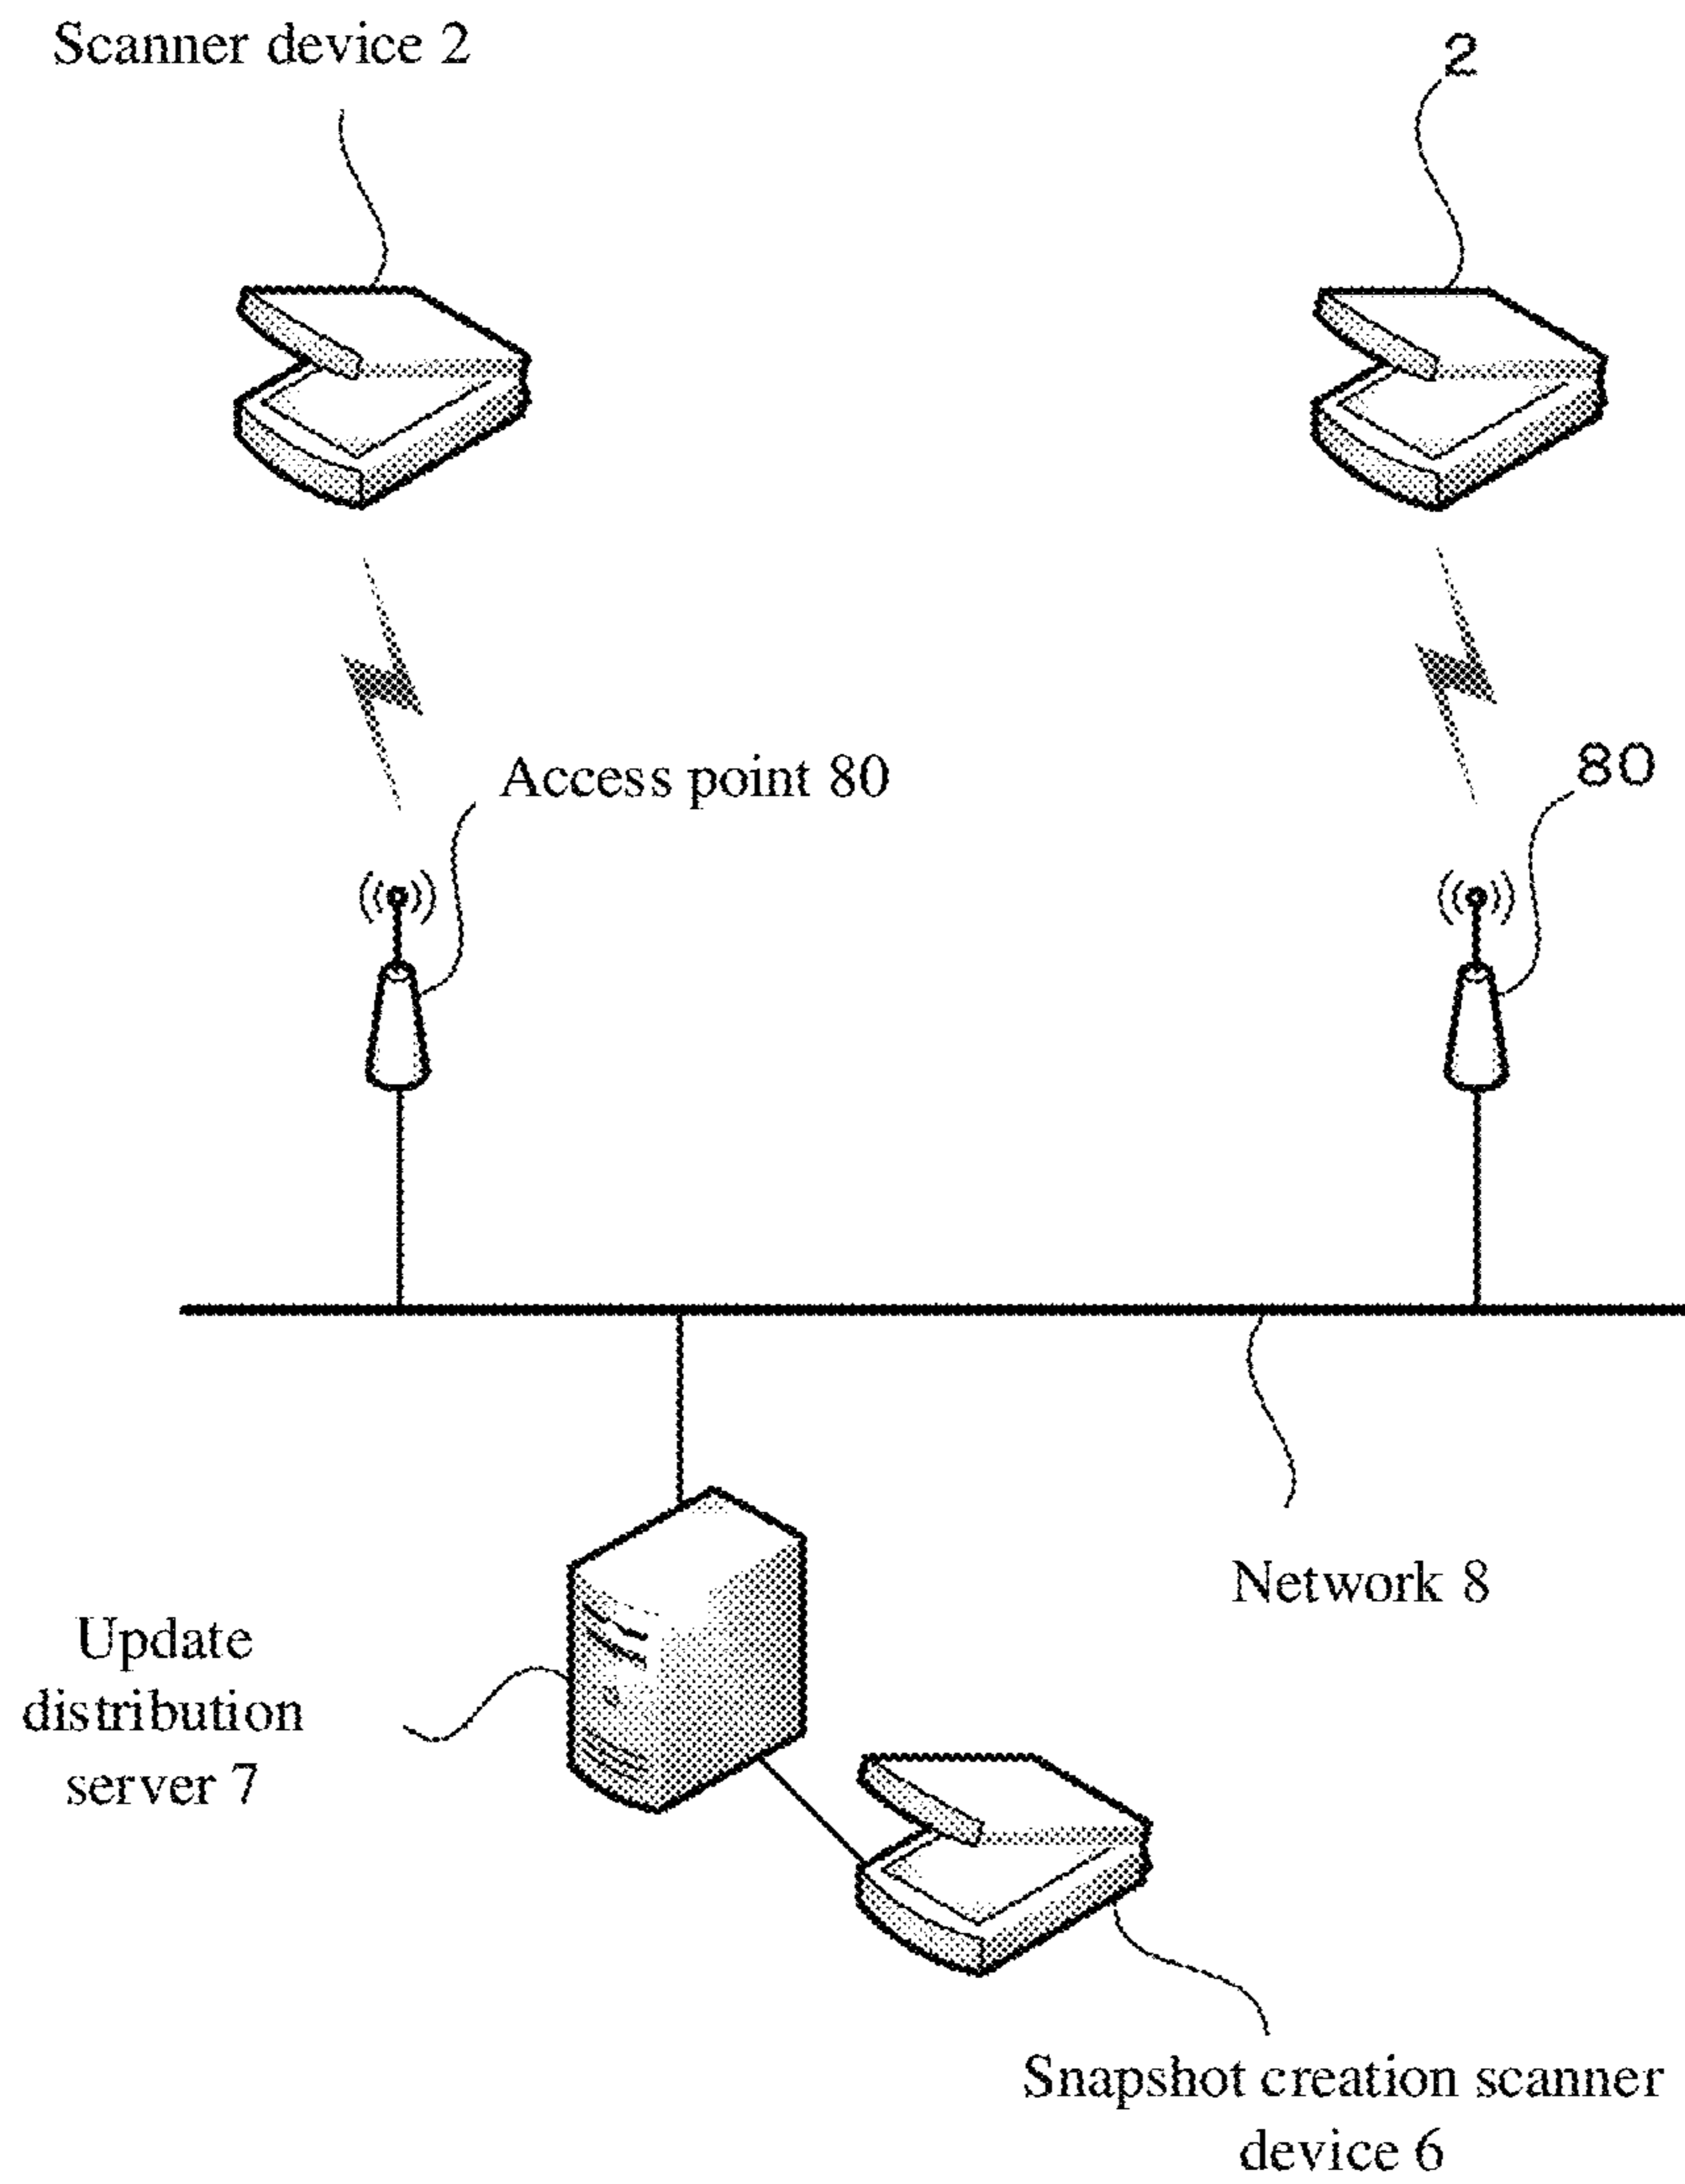 Scanner device 2
2
Access point 80
80
Network 8
Update
distribution
server 7
Snapshot creation scanner
device 6